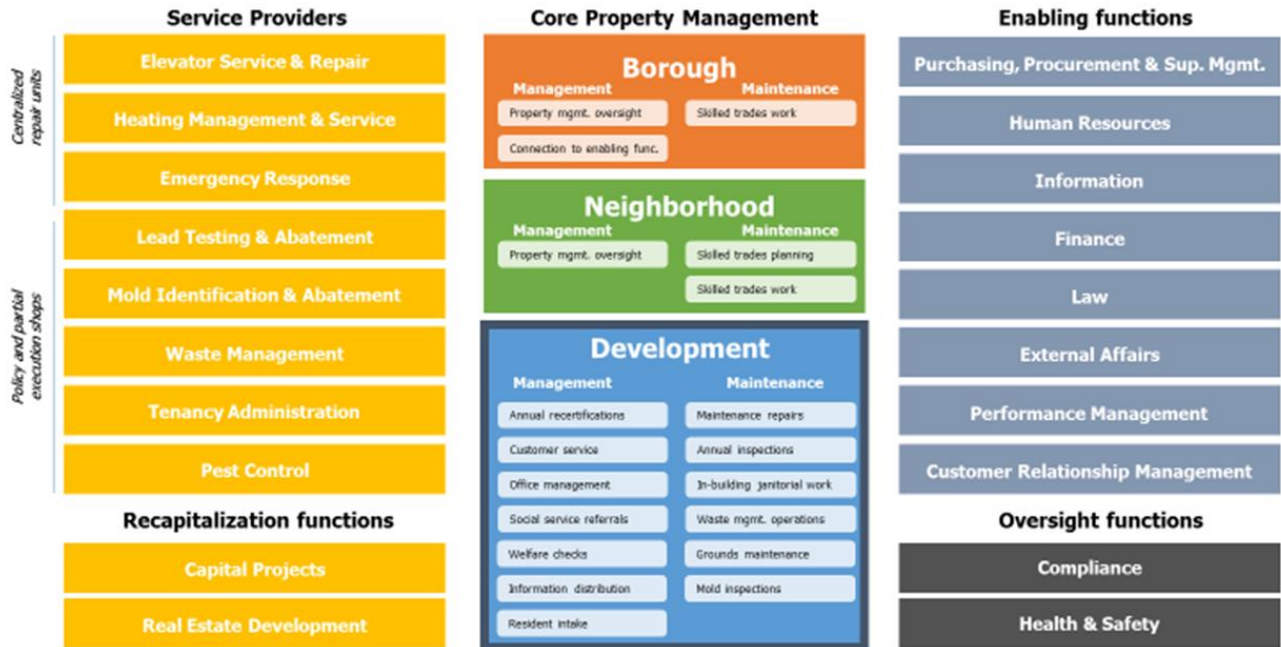 Service Providers
Centralized
repair units
Elevator Service & Repair
Heating Management & Service
Emergency Response
Policy and partial
execution shops
Lead Testing & Abatement
Mold Identification & Abatement
Waste Management
Tenancy Administration
Pest Control
Recapitalization functions
Capital Projects
Real Estate Development
Core Property Management
Borough
Management
Property mgmt. oversight
Connection to enabling func.
Maintenance
Skilled trades work
Neighborhood
Management
Property mgmt. oversight
Maintenance
Skilled trades planning
Skilled trades work
Development
Management
Annual recertifications
Customer service
Office management
Social service referrals
Welfare checks
Information distribution
Resident intake
Maintenance
Maintenance repairs
Annual inspections
In-building janitorial work
Waste mgmt. operations
Grounds maintenance
Mold inspections
Enabling functions
Purchasing, Procurement & Sup. Mgmt.
Human Resources
Information
Finance
Law
External Affairs
Performance Management
Customer Relationship Management
Oversight functions
Compliance
Health & Safety